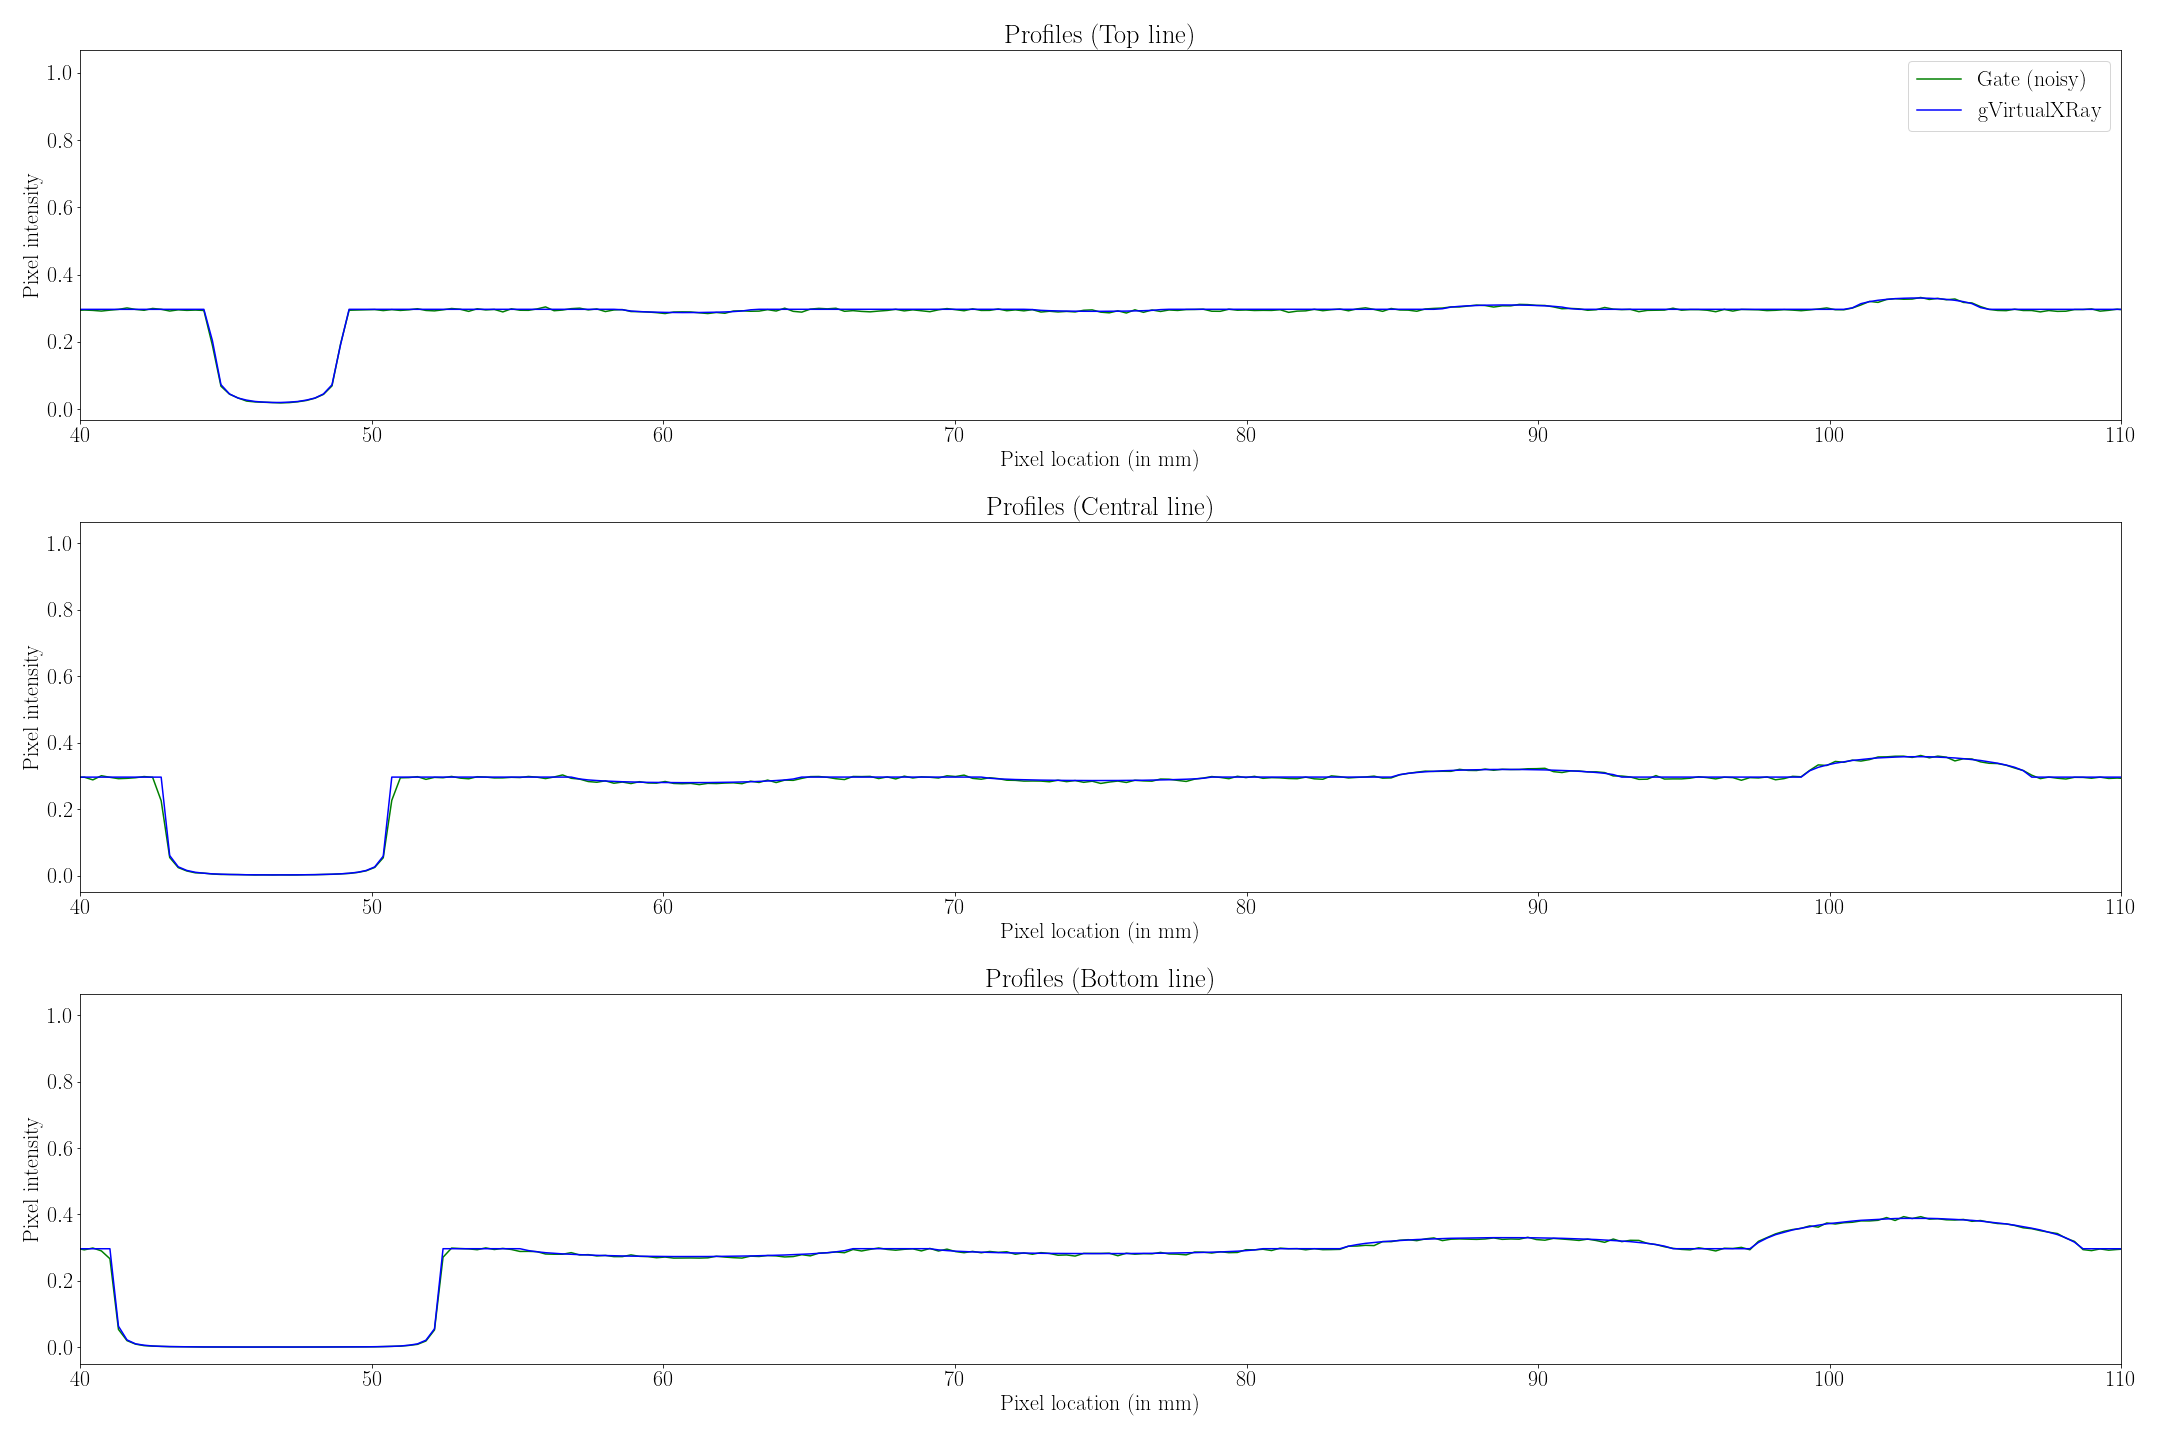 Profiles (Top line)
1.0
0.8
0.6
0.4
0.2
0.0
Pixel intensity
Gate (noisy)
gVirtualXRay
40 50 60 70 80 90 100 110
Pixel location (in mm)
Profiles (Central line)
1.0
0.8
0.6
0.4
0.2
0.0
Pixel intensity
40 50 60 70 80 90 100 110
Pixel location (in mm)
Profiles (Bottom line)
1.0
0.8
0.6
0.4
0.2
0.0
Pixel intensity
40 50 60 70 80 90 100 110
Pixel location (in mm)